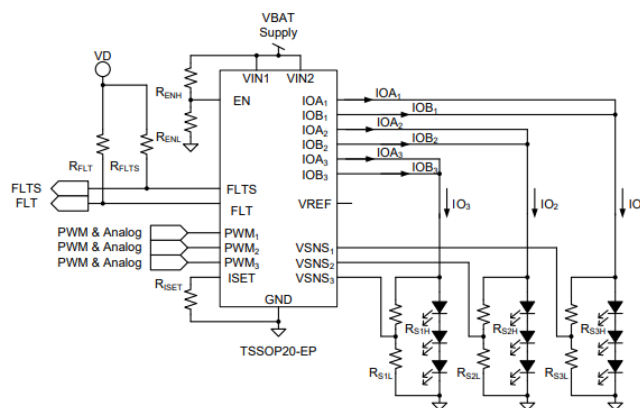 VBAT
Supply
VD
VIN1 VIN2
RENH
EN
RENL
IOA1 IOA1
IOB1 IOB1
IOA2 IOA2
IOB2 IOB2
IOA3 IOA3
IOB3 IOB3
RFLT RFLTS
FLTS FLTS
FLT FLT
VREF
IO3 IO2 IO
PWM & Analog PWM1
PWM & Analog PWM2
PWM & Analog PWM3
VSNS1
VSNS2
VSNS3
ISET
RISET
GND
TSSOP20-EP
RS1H RS2H RS3H
RS1L RS2L RS3L